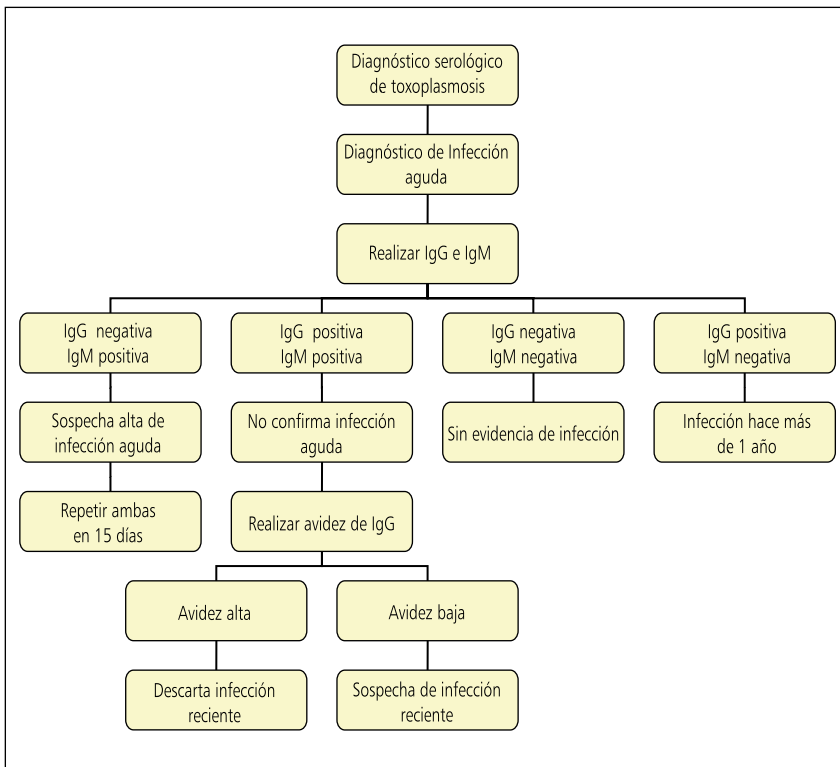 Diagnóstico serológico
de toxoplasmosis
Diagnóstico de Infección
aguda
Realizar IgG e IgM
IgG negativa
IgM positiva
IgG positiva
IgM positiva
IgG negativa
IgM negativa
IgG positiva
IgM negativa
Sospecha alta de
infección aguda
No confirma infección
aguda
Sin evidencia de infección
Infección hace más
de 1 año
Repetir ambas
en 15 días
Realizar avidez de IgG
Avidez alta
Avidez baja
Descarta infección
reciente
Sospecha de infección
reciente